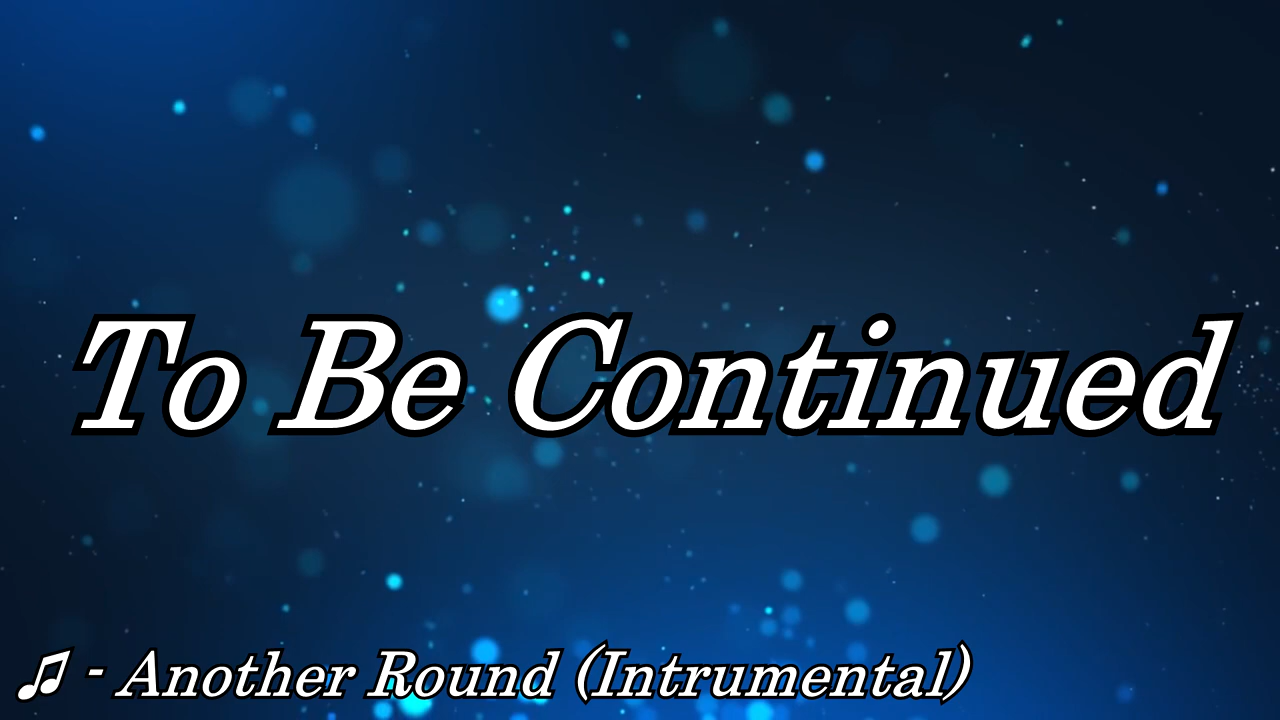 To Be Continued
♫ - Another Round (Intrumental)